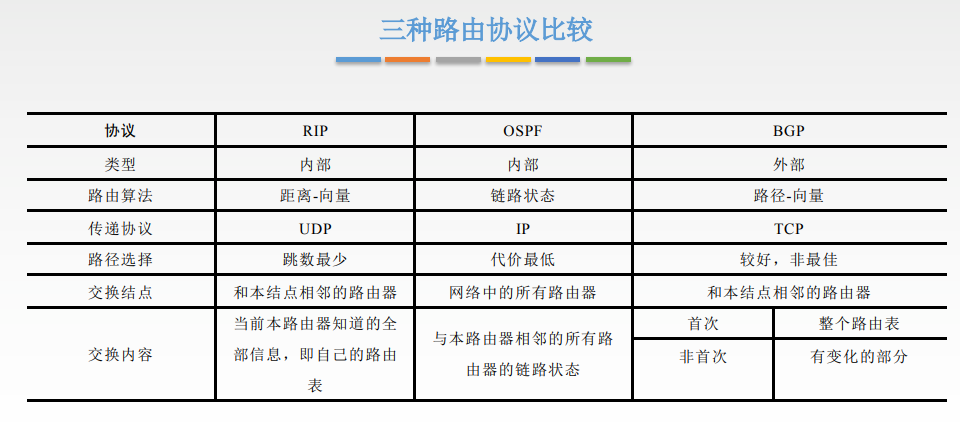 三种路由协议比较
协议 RIP OSPF BGP
类型 内部 内部 外部
路由算法 距离-向量 链路状态 路径-向量
传递协议 UDP IP TCP
路径选择 跳数最少 代价最低 较好，非最佳
交换结点 和本结点相邻的路由器 网络中的所有路由器 和本结点相邻的路由器
交换内容
当前本路由器知道的全
部信息，即自己的路由
表
与本路由器相邻的所有路
由器的链路状态
首次 整个路由表
非首次 有变化的部分